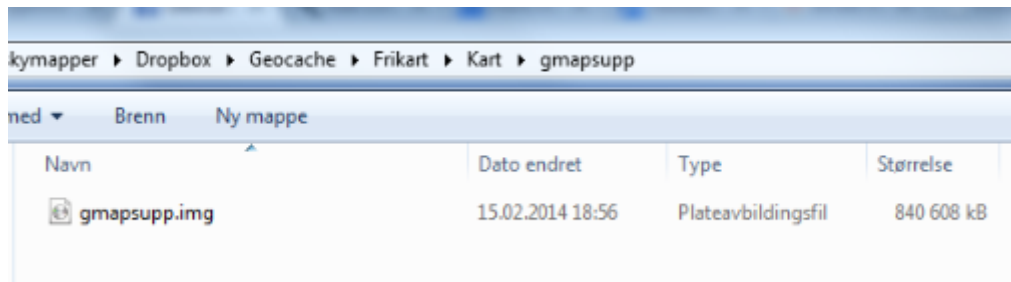 kymapper ▸ Dropbox ▸ Geocache ▸ Frikart ▸ Kart ▸ gmapsupp
med ▾ Brenn Ny mappe
Navn Dato endret Type Størrelse
gmapsupp.img 15.02.2014 18:56 Plateavbildingsfil 840 608 kB